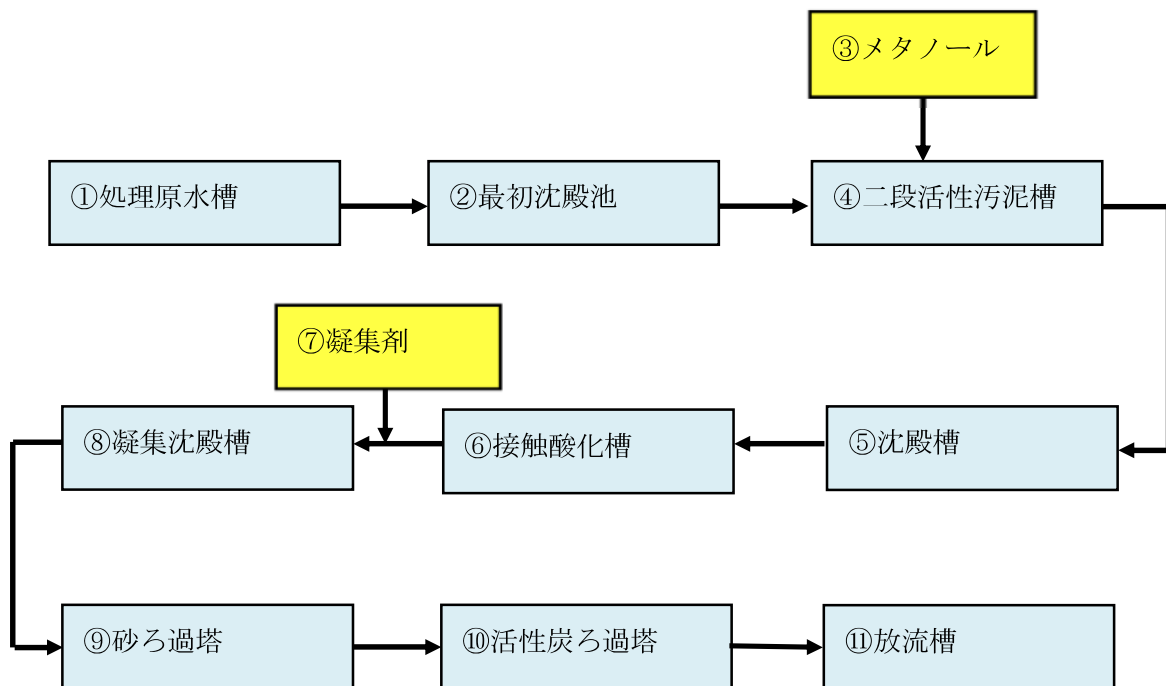 ③メタノール
①処理原水槽
②最初沈殿池
④二段活性汚泥槽
⑦凝集剤
⑧凝集沈殿槽
⑥接触酸化槽
⑤沈殿槽
⑨砂ろ過塔
⑩活性炭ろ過塔
⑪放流槽